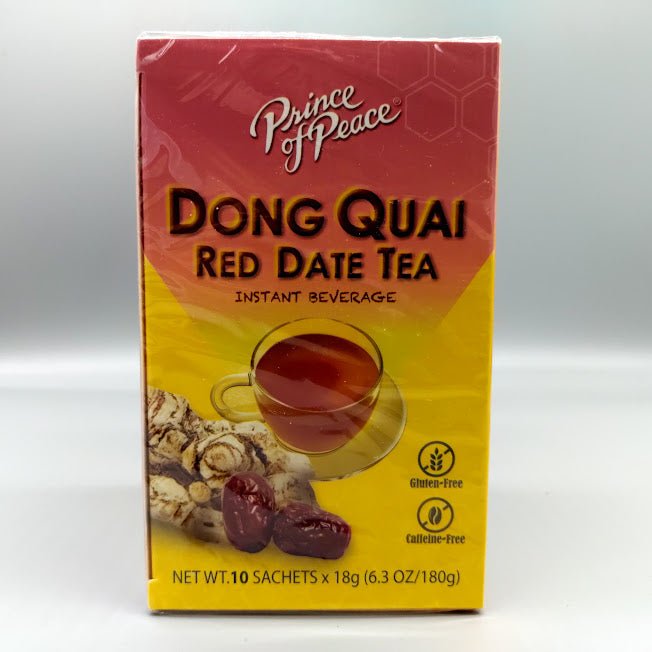 Prince
of Peace®
DONG QUAI
RED DATE TEA
INSTANT BEVERAGE
Gluten-Free
Caffeine-Free
NET WT.10 SACHETS x 18g (6.3 OZ/180g)